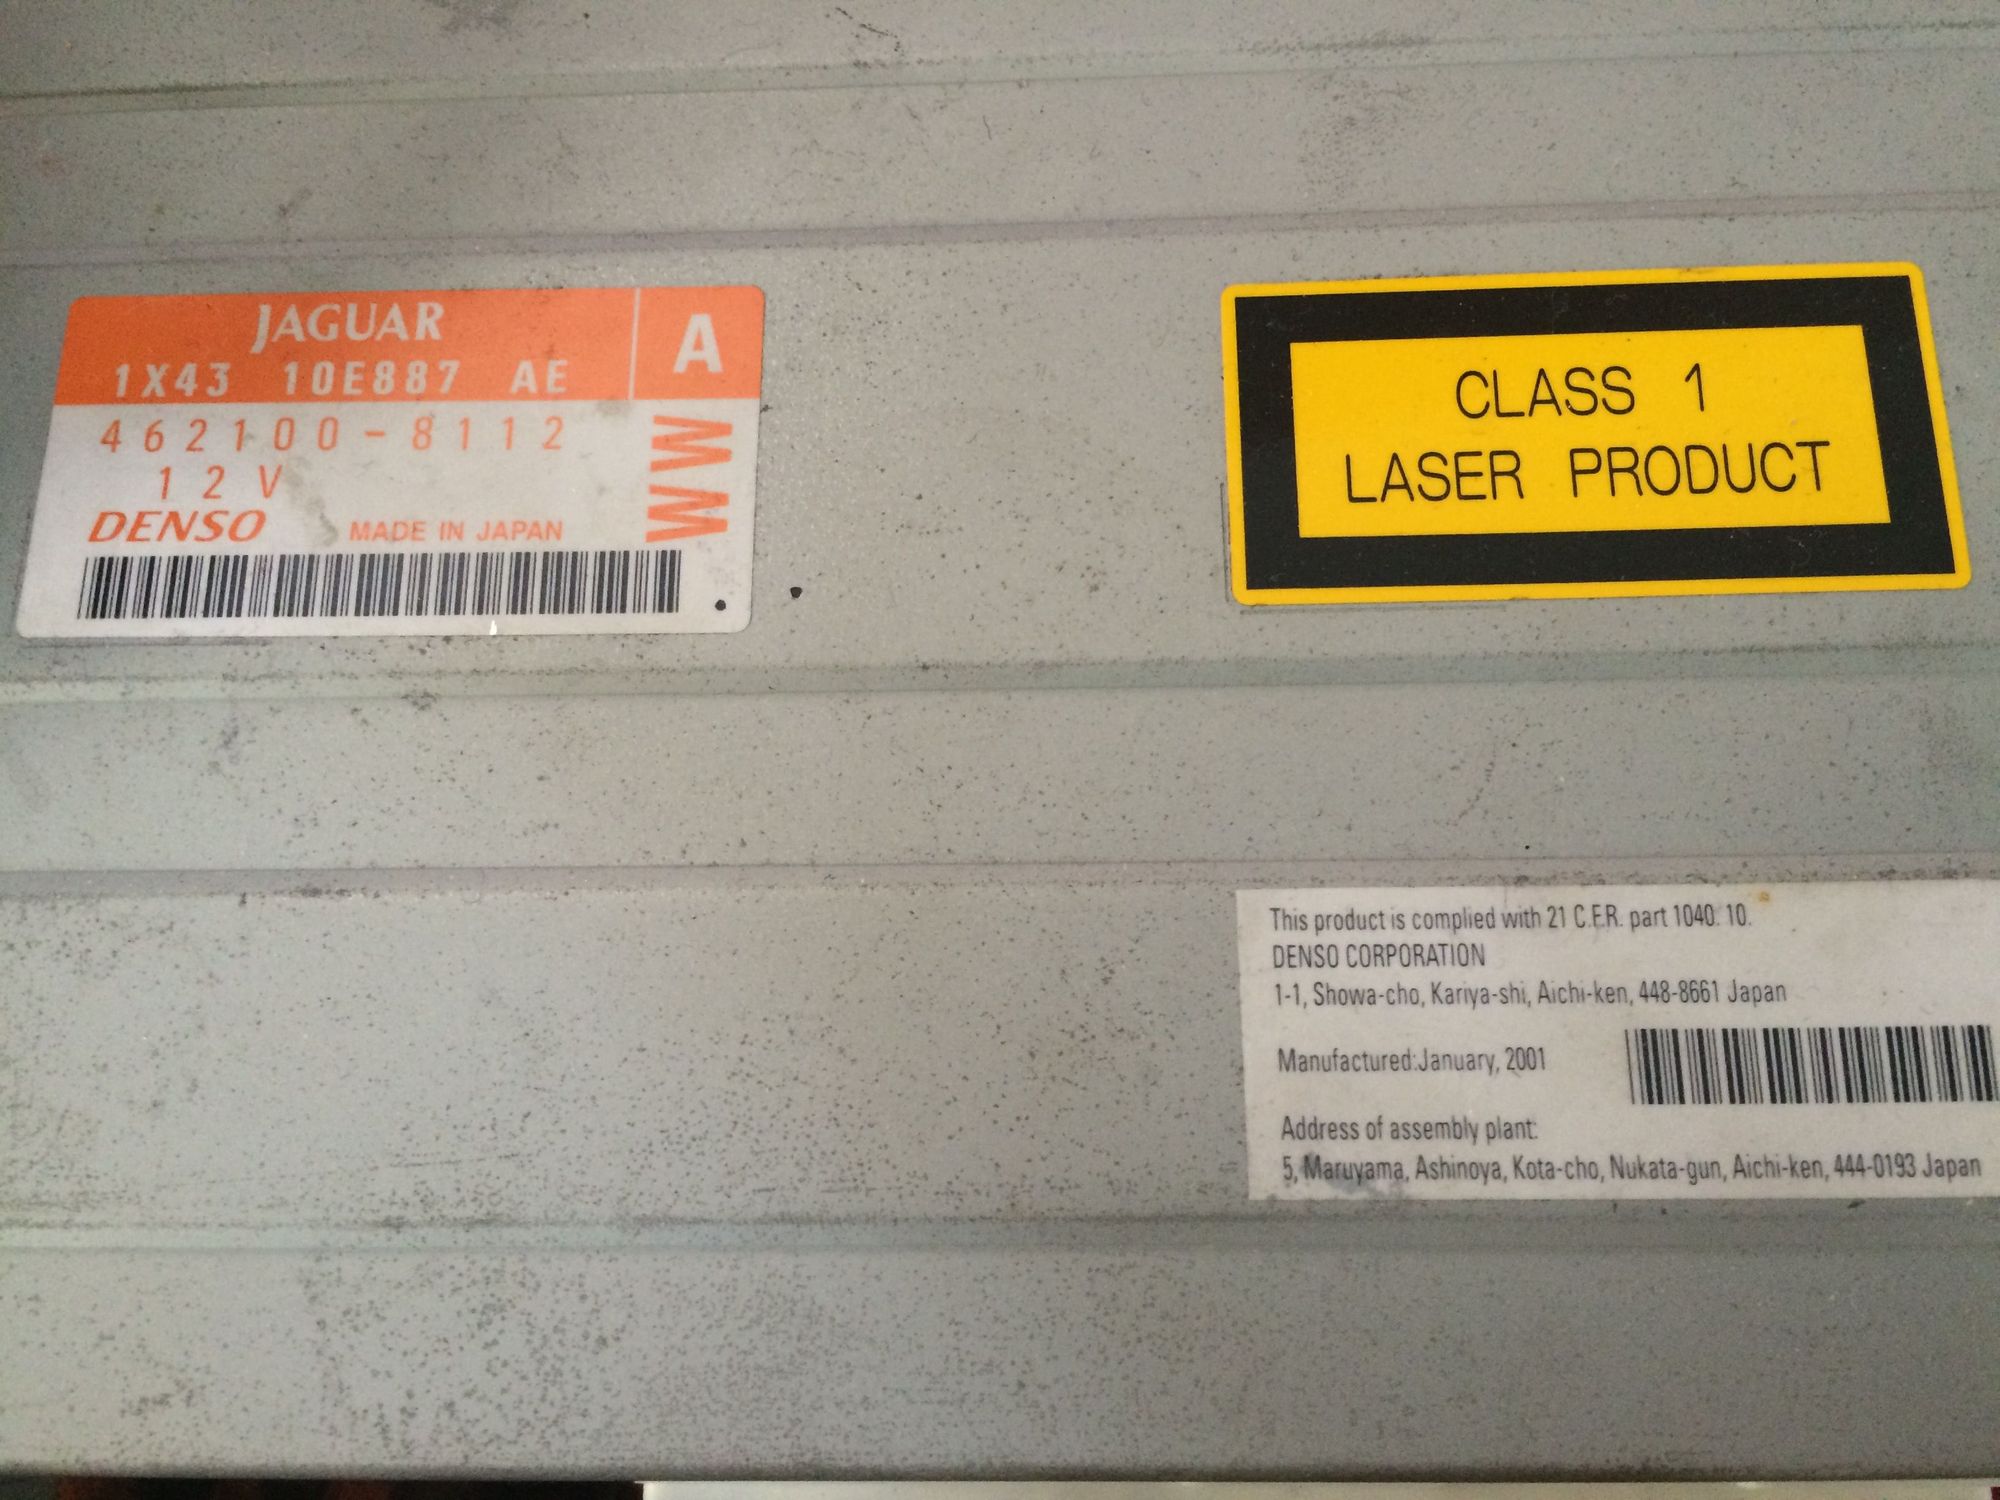 JAGUAR
1X43 10E887 AE
A
462100-8112
12V
WW
DENSO MADE IN JAPAN
CLASS 1
LASER PRODUCT
This product is complied with 21 C.F.R. part 1040. 10.
DENSO CORPORATION
1-1, Showa-cho, Kariya-shi, Aichi-ken, 448-8661 Japan
Manufactured:January, 2001
Address of assembly plant:
5, Maruyama, Ashinoya, Kota-cho, Nukata-gun, Aichi-ken, 444-0193 Japan